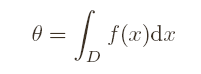 θ = ∫_D f(x)dx